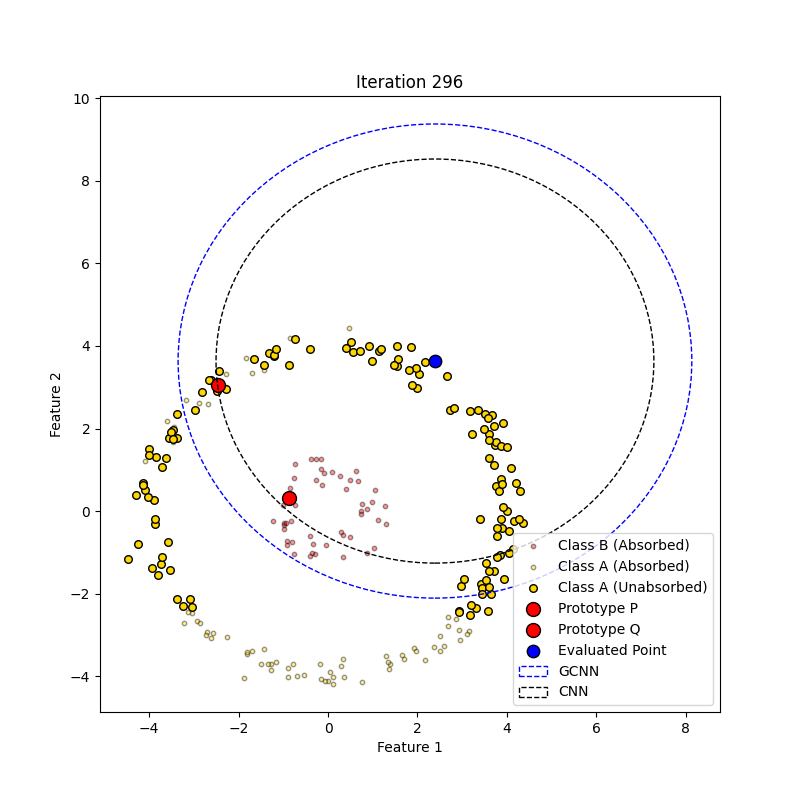 Iteration 296
10
8
6
4
2
0
−2
−4
Feature 2
−4
−2
0
2
4
6
8
Feature 1
Class B (Absorbed)
Class A (Absorbed)
Class A (Unabsorbed)
Prototype P
Prototype Q
Evaluated Point
GCNN
CNN